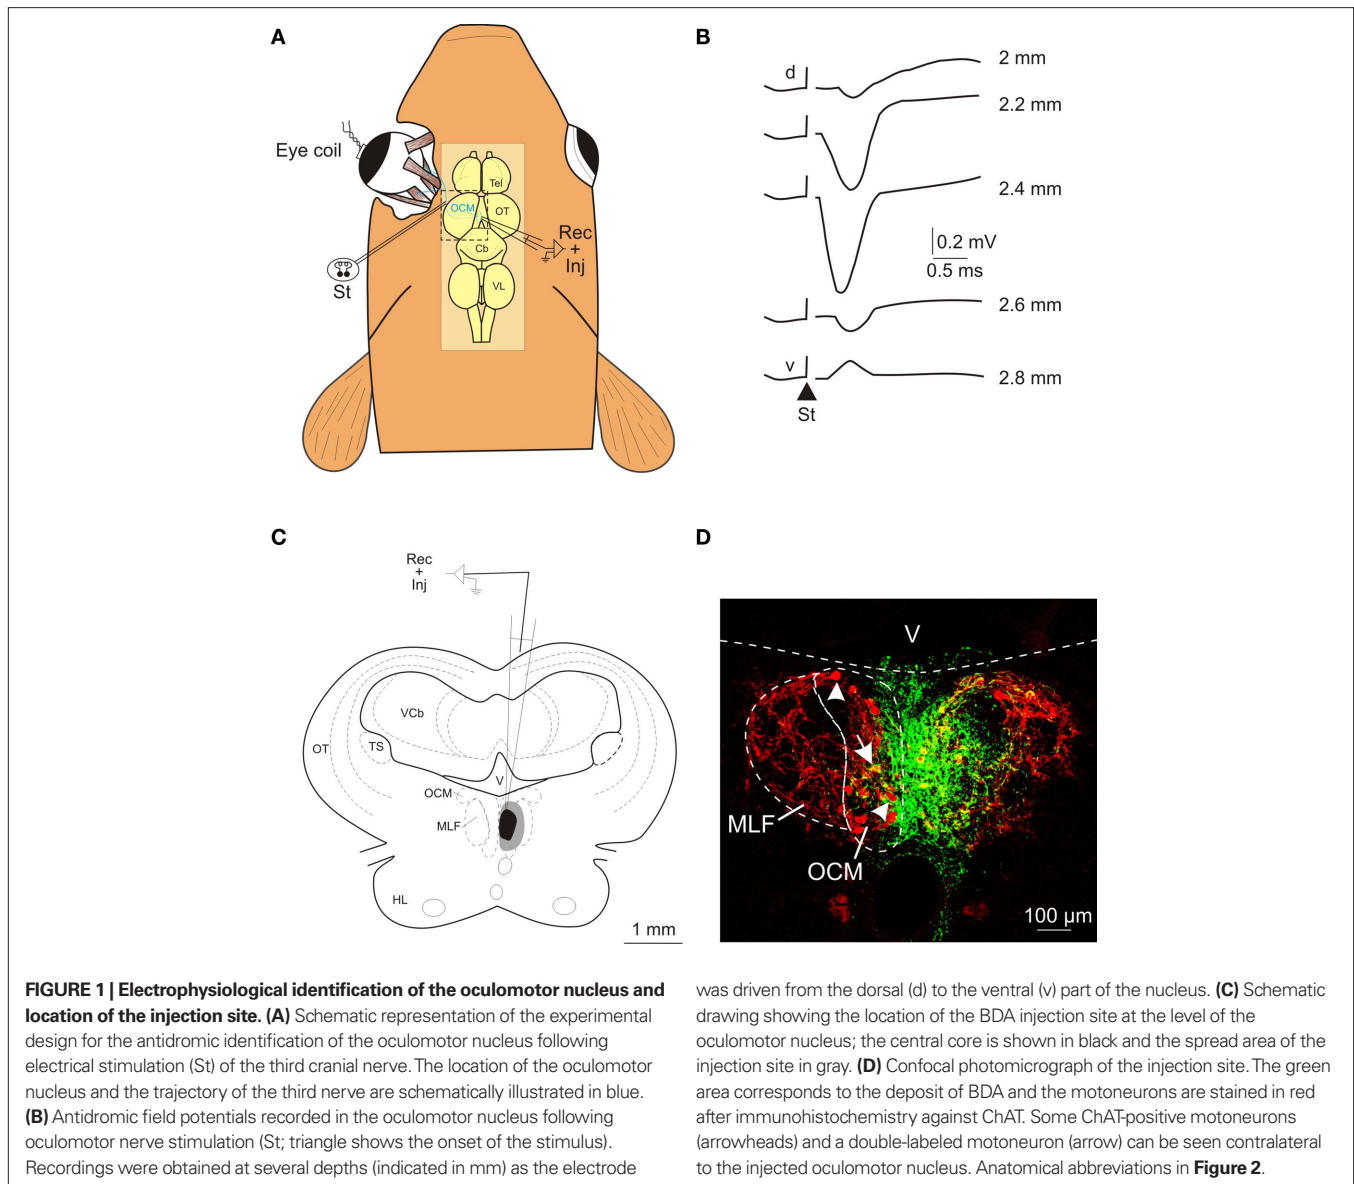 A
Eye coil
Tel
OCM
OT
Rec
+
Inj
Cb
St
VL
B
d
2 mm
2.2 mm
2.4 mm
0.2 mV
0.5 ms
2.6 mm
v
2.8 mm
St
C
Rec
+
Inj
VCb
OT
TS
V
OCM
MLF
HL
1 mm
D
V
MLF
OCM
100 µm
FIGURE 1 | Electrophysiological identification of the oculomotor nucleus and
location of the injection site. (A) Schematic representation of the experimental
design for the antidromic identification of the oculomotor nucleus following
electrical stimulation (St) of the third cranial nerve. The location of the oculomotor
nucleus and the trajectory of the third nerve are schematically illustrated in blue.
(B) Antidromic field potentials recorded in the oculomotor nucleus following
oculomotor nerve stimulation (St; triangle shows the onset of the stimulus).
Recordings were obtained at several depths (indicated in mm) as the electrode
was driven from the dorsal (d) to the ventral (v) part of the nucleus. (C) Schematic
drawing showing the location of the BDA injection site at the level of the
oculomotor nucleus; the central core is shown in black and the spread area of the
injection site in gray. (D) Confocal photomicrograph of the injection site. The green
area corresponds to the deposit of BDA and the motoneurons are stained in red
after immunohistochemistry against ChAT. Some ChAT-positive motoneurons
(arrowheads) and a double-labeled motoneuron (arrow) can be seen contralateral
to the injected oculomotor nucleus. Anatomical abbreviations in Figure 2.